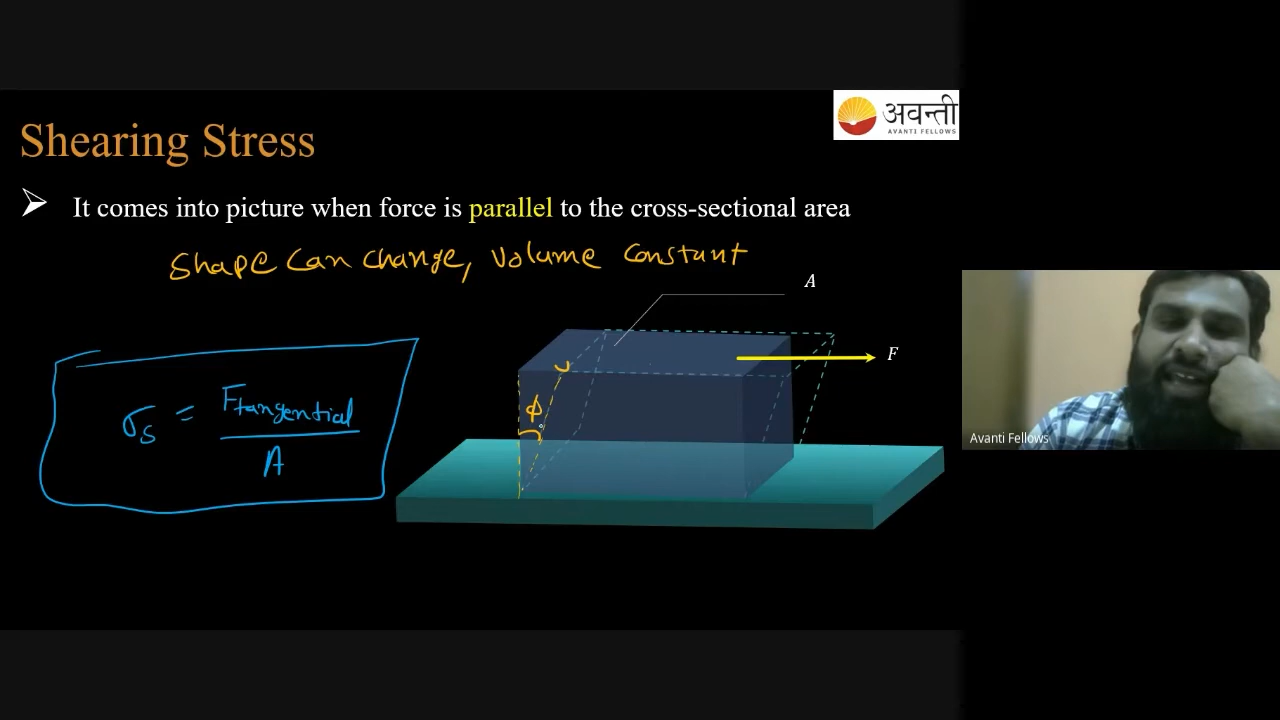 अवन्ती
AVANTI FELLOWS
Shearing Stress
➢ It comes into picture when force is parallel to the cross-sectional area
Shape Can change, Volume Constant
A
F
ϕ
σs = Ftangential / A
Avanti Fellows